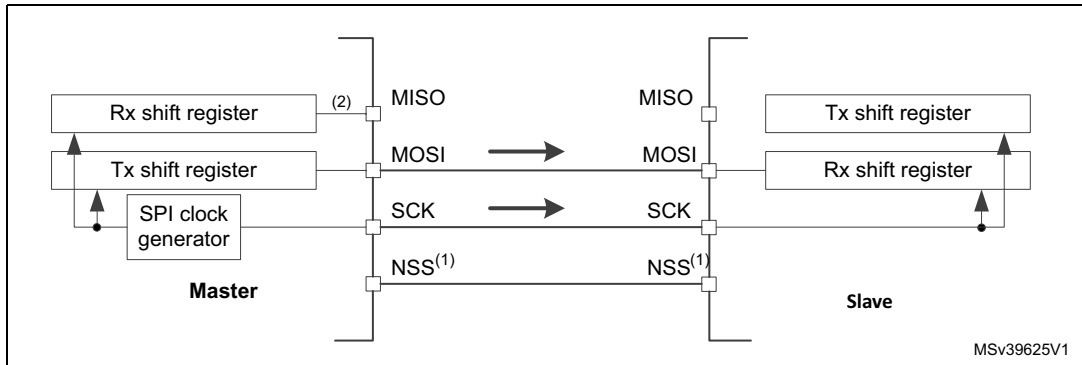 MISO MISO
Rx shift register (2) Tx shift register
MOSI MOSI
Tx shift register Rx shift register
SCK SCK
SPI clock
generator
NSS(1) NSS(1)
Master Slave
MSv39625V1